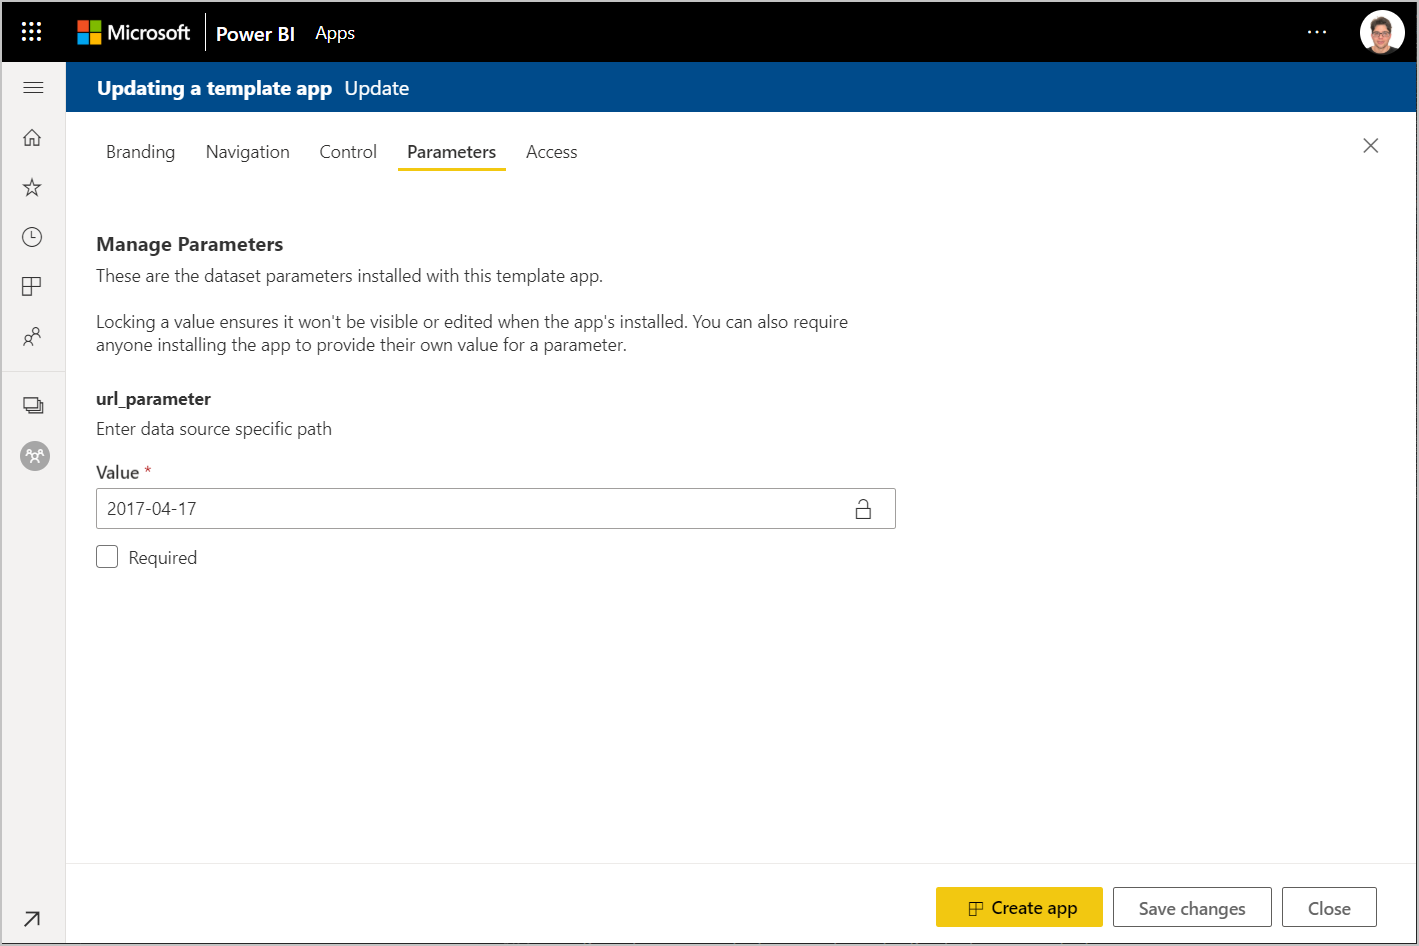 Microsoft Power BI Apps
Updating a template app Update
Branding Navigation Control Parameters Access
Manage Parameters
These are the dataset parameters installed with this template app.
Locking a value ensures it won't be visible or edited when the app's installed. You can also require
anyone installing the app to provide their own value for a parameter.
url_parameter
Enter data source specific path
Value *
2017-04-17
Required
Create app Save changes Close